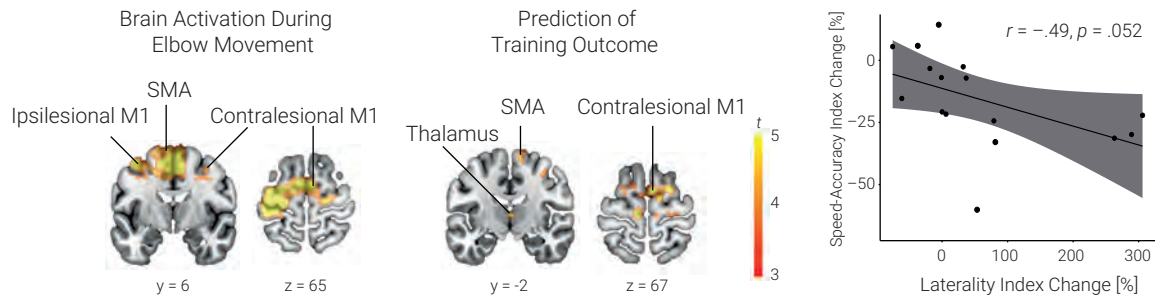 Brain Activation During
Elbow Movement
SMA
Ipsilesional M1
Contralesional M1
y = 6
z = 65
Prediction of
Training Outcome
SMA
Contralesional M1
Thalamus
y = -2
z = 67
t
5
4
3
Speed-Accuracy Index Change [%]
0
−25
−50
r = −.49, p = .052
0 100 200 300
Laterality Index Change [%]